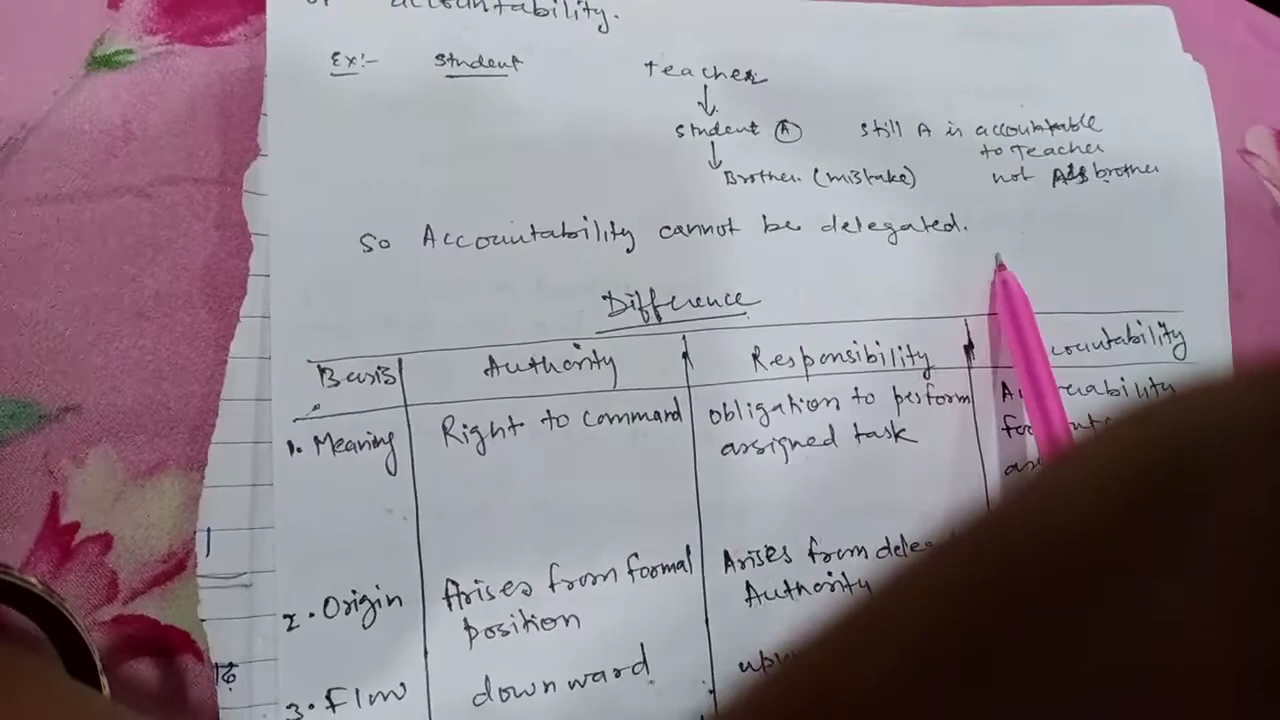 accountability.
Ex:- Student
Teacher
↓
Student (A) still A is accountable
to Teacher
↓
Brother (mistake) not A's brother
So Accountability cannot be delegated.
Difference
Basis Authority Responsibility countability
1. Meaning Right to command obligation to perform
assigned task
2. Origin Arises from formal Arises from
position Authority
3. Flow downward